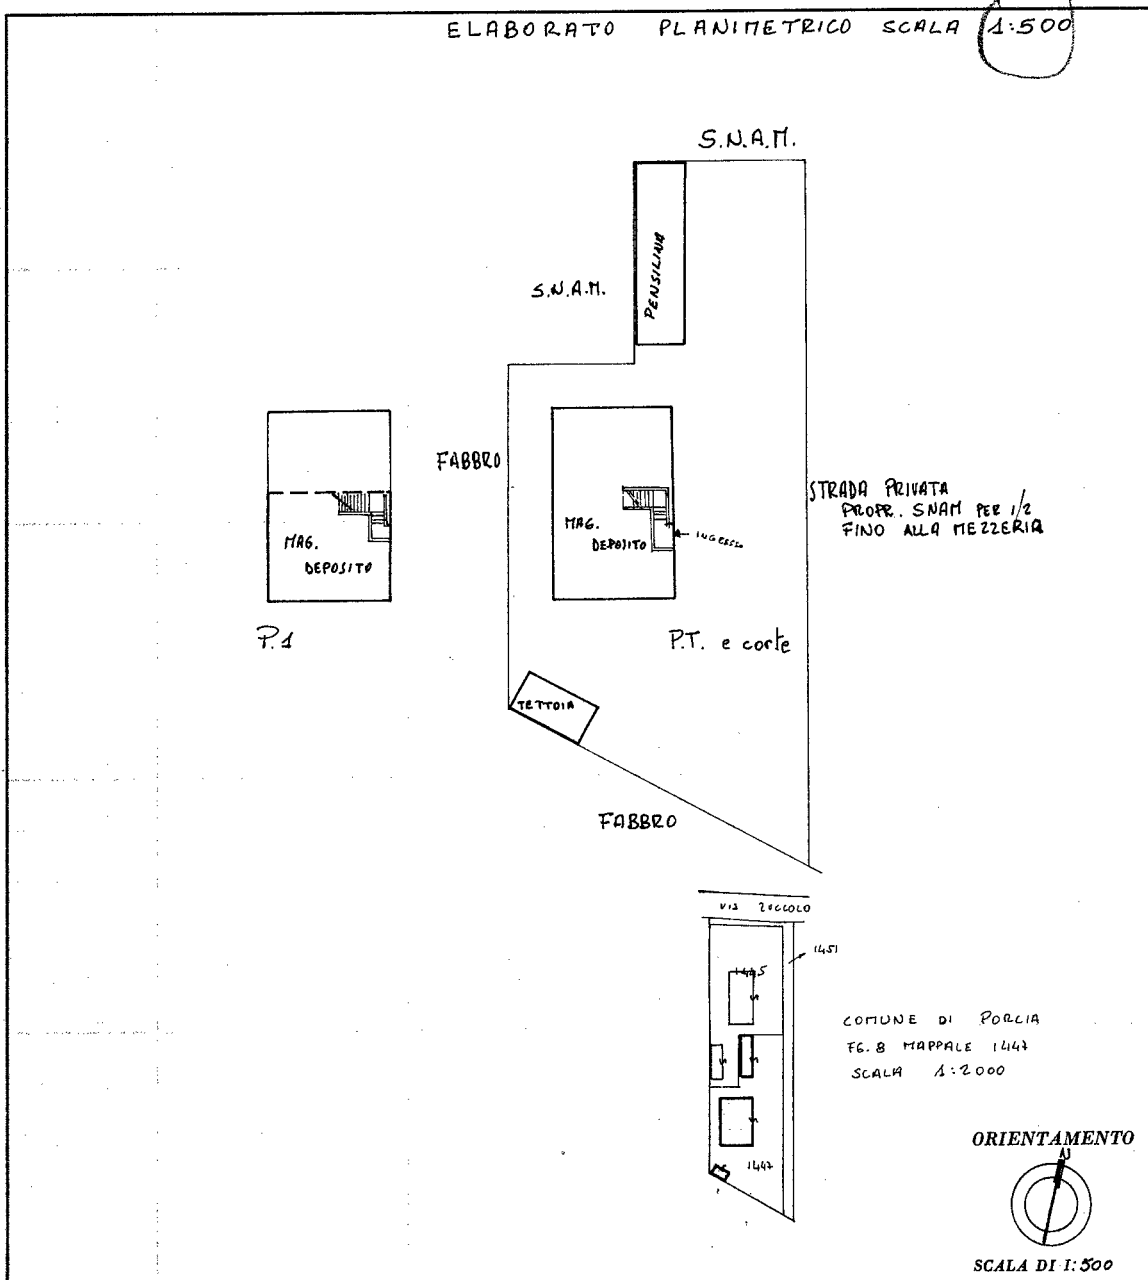 ELABORATO PLANIMETRICO SCALA 1:500
S.N.A.M.
PENSILINA
S.N.A.M.
FABBRO
STRADA PRIVATA
PROPR. SNAM PER 1/2
FINO ALLA MEZZERIA
MAG.
DEPOSITO
INGRESSO
MAG.
DEPOSITO
P.1
P.T. e corte
TETTOIA
FABBRO
VIA ZOCCOLO
1451
1445
COMUNE DI PORCIA
FG. 8 MAPPALE 1447
SCALA 1:2000
1447
ORIENTAMENTO
N
SCALA DI 1:500